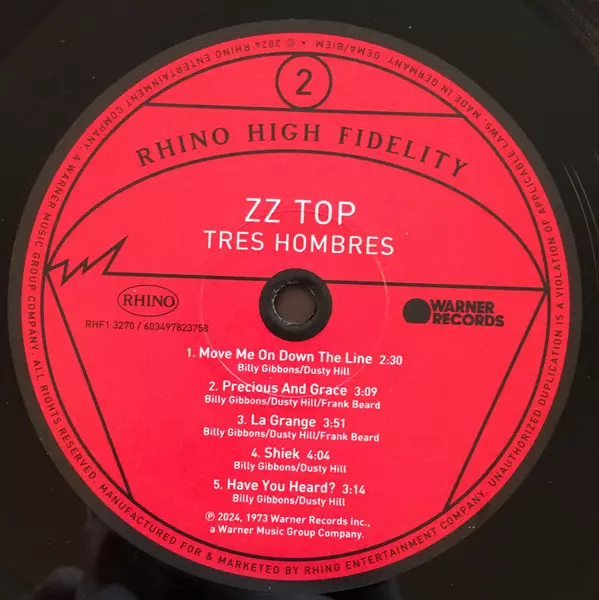 2
RHINO HIGH FIDELITY
ZZ TOP
TRES HOMBRES
RHINO
WARNER
RECORDS
RHF1 3270 / 603497823758
1. Move Me On Down The Line 2:30
Billy Gibbons/Dusty Hill
2. Precious And Grace 3:09
Billy Gibbons/Dusty Hill/Frank Beard
3. La Grange 3:51
Billy Gibbons/Dusty Hill/Frank Beard
4. Shiek 4:04
Billy Gibbons/Dusty Hill
5. Have You Heard? 3:14
Billy Gibbons/Dusty Hill
℗ 2024, 1973 Warner Records Inc.,
a Warner Music Group Company.
MANUFACTURED FOR & MARKETED BY RHINO ENTERTAINMENT COMPANY. UNAUTHORIZED DUPLICATION IS A VIOLATION OF APPLICABLE LAWS. MADE IN GERMANY. GEMA/BIEM. © 2024 RHINO ENTERTAINMENT COMPANY. A WARNER MUSIC GROUP COMPANY. ALL RIGHTS RESERVED.